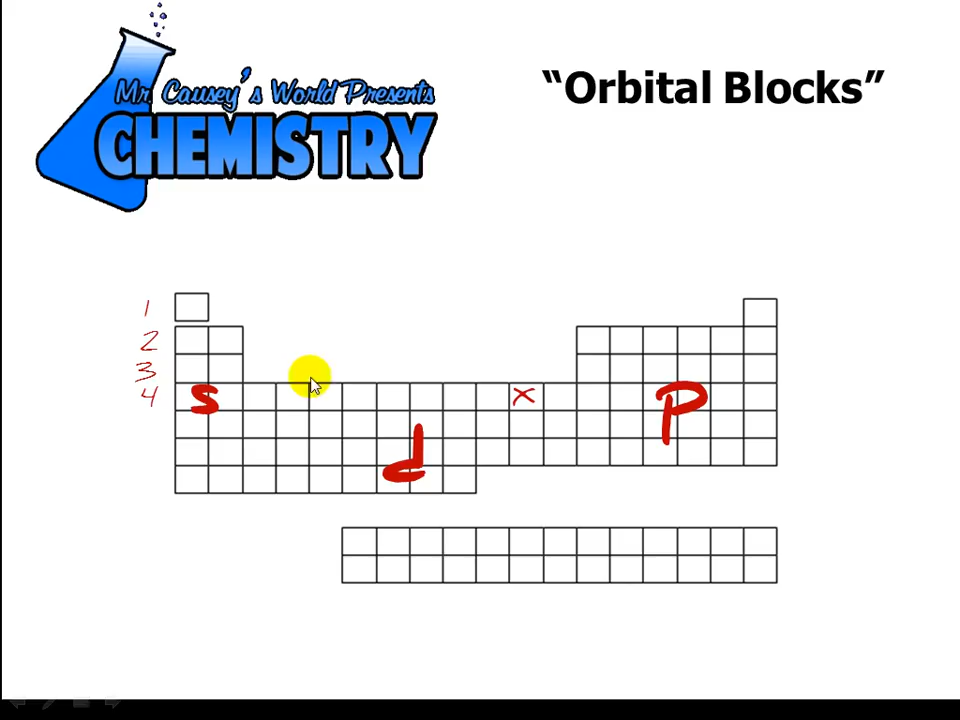 Mr. Causey's World Presents
CHEMISTRY
“Orbital Blocks”
1
2
3
4
s
x
p
d